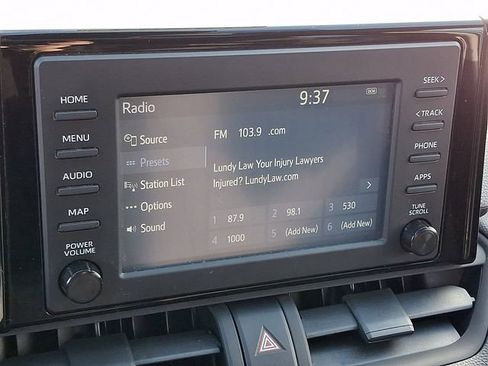 HOME
MENU
AUDIO
MAP
POWER
VOLUME
Radio
9:37
DCM
Source
Presets
Station List
Options
Sound
FM 103.9 .com
Lundy Law Your Injury Lawyers
Injured? LundyLaw.com
1 87.9 2 98.1 3 530
4 1000 5 (Add New) 6 (Add New)
SEEK >
< TRACK
PHONE
APPS
TUNE
SCROLL